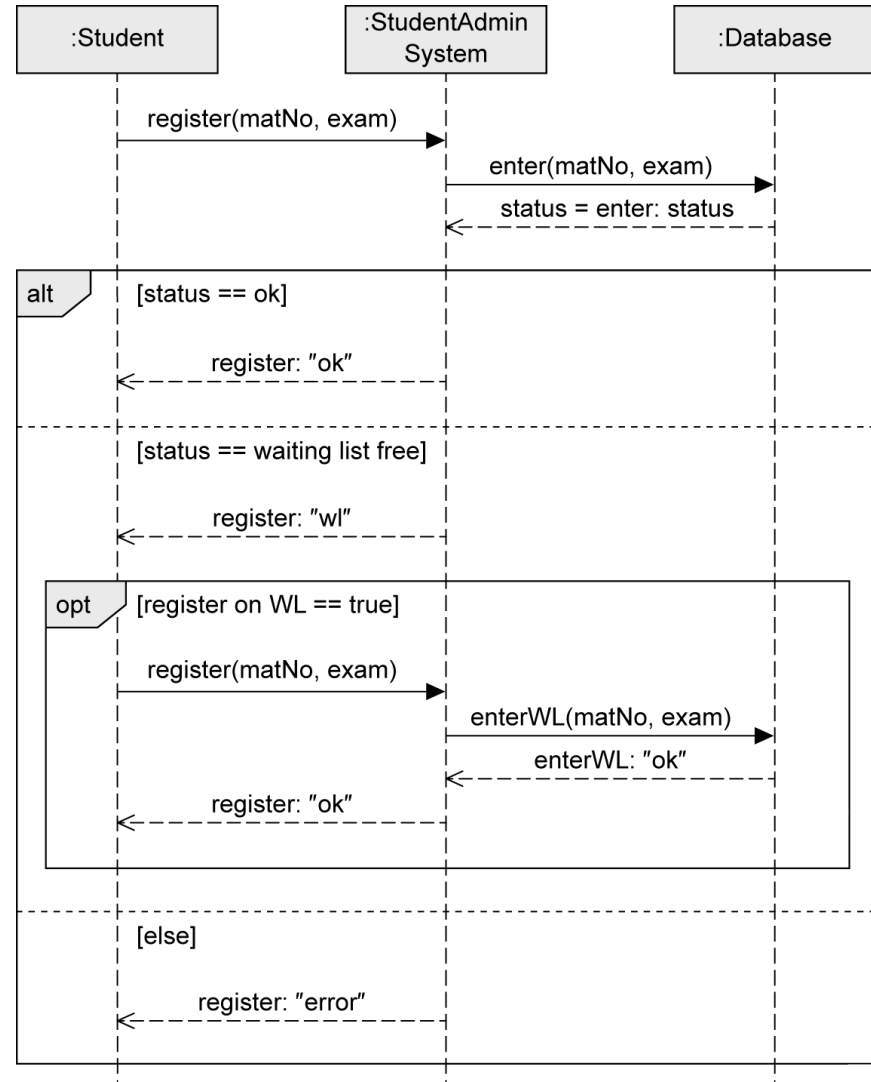 :Student
:StudentAdmin
System
:Database
register(matNo, exam)
enter(matNo, exam)
status = enter: status
alt
[status == ok]
register: "ok"
[status == waiting list free]
register: "wl"
opt
[register on WL == true]
register(matNo, exam)
enterWL(matNo, exam)
enterWL: "ok"
register: "ok"
[else]
register: "error"